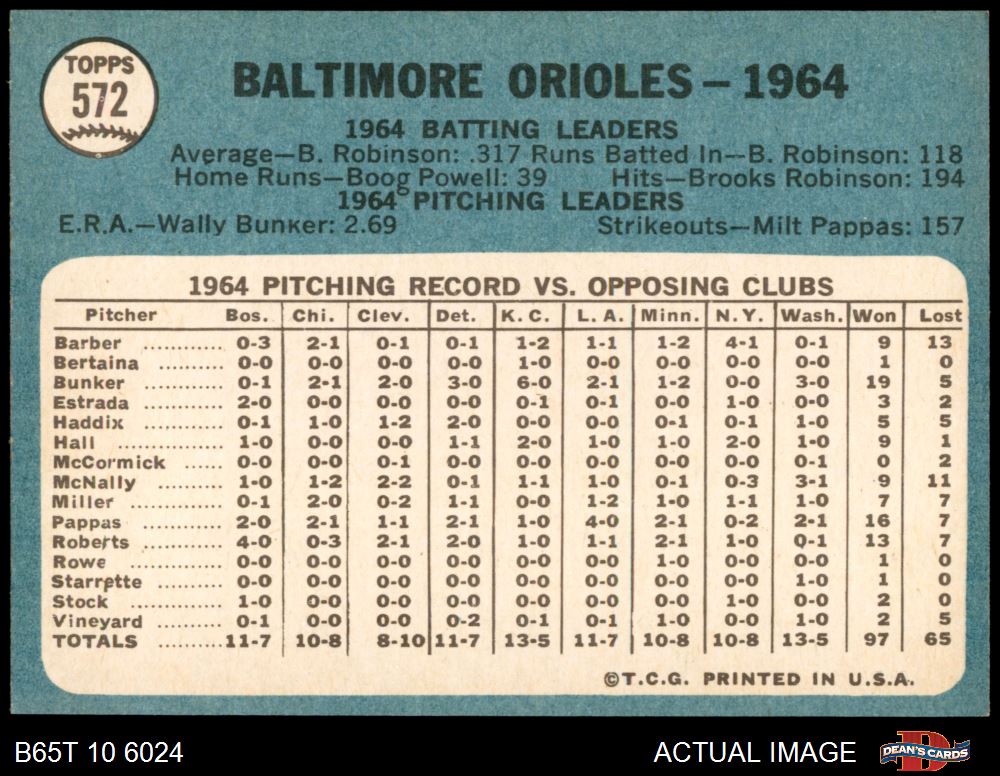 TOPPS
572
BALTIMORE ORIOLES — 1964
1964 BATTING LEADERS
Average—B. Robinson: .317 Runs Batted In—B. Robinson: 118
Home Runs—Boog Powell: 39 Hits—Brooks Robinson: 194
1964 PITCHING LEADERS
E.R.A.—Wally Bunker: 2.69 Strikeouts—Milt Pappas: 157
1964 PITCHING RECORD VS. OPPOSING CLUBS
Pitcher Bos. Chi. Clev. Det. K. C. L. A. Minn. N. Y. Wash. Won Lost
Barber ............ 0-3 2-1 0-1 0-1 1-2 1-1 1-2 4-1 0-1 9 13
Bertaina .......... 0-0 0-0 0-0 0-0 1-0 0-0 0-0 0-0 0-0 1 0
Bunker ............ 0-1 2-1 2-0 3-0 6-0 2-1 1-2 0-0 3-0 19 5
Estrada ............ 2-0 0-0 0-0 0-0 0-1 0-1 0-0 1-0 0-0 3 2
Haddix ............ 0-1 1-0 1-2 2-0 0-0 0-0 0-1 0-1 1-0 5 5
Hall ................ 1-0 0-0 0-0 1-1 2-0 1-0 1-0 2-0 1-0 9 1
McCormick ...... 0-0 0-0 0-1 0-0 0-0 0-0 0-0 0-0 0-1 0 2
McNally .......... 1-0 1-2 2-2 0-1 1-1 1-0 0-1 0-3 3-1 9 11
Miller .............. 0-1 2-0 0-2 1-1 0-0 1-2 1-0 1-1 1-0 7 7
Pappas ............ 2-0 2-1 1-1 2-1 1-0 4-0 2-1 0-2 2-1 16 7
Roberts ............ 4-0 0-3 2-1 2-0 1-0 1-1 2-1 1-0 0-1 13 7
Rowe .............. 0-0 0-0 0-0 0-0 0-0 0-0 1-0 0-0 0-0 1 0
Starrette .......... 0-0 0-0 0-0 0-0 0-0 0-0 0-0 0-0 1-0 1 0
Stock .............. 1-0 0-0 0-0 0-0 0-0 0-0 0-0 1-0 0-0 2 0
Vineyard .......... 0-1 0-0 0-0 0-2 0-1 0-1 1-0 0-0 1-0 2 5
TOTALS .......... 11-7 10-8 8-10 11-7 13-5 11-7 10-8 10-8 13-5 97 65
©T.C.G. PRINTED IN U.S.A.
B65T 10 6024 ACTUAL IMAGE DEAN'S CARDS